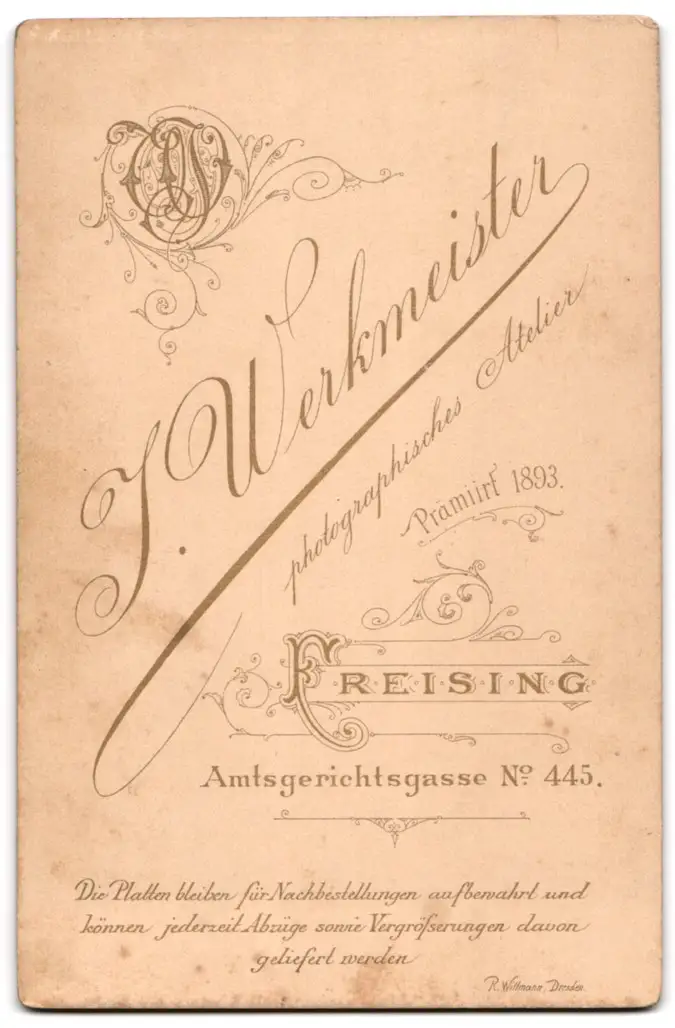 J. Werkmeister
photographisches Atelier
Prämiirt 1893.
FREISING
Amtsgerichtsgasse No. 445.
Die Platten bleiben für Nachbestellungen aufbewahrt und
können jederzeit Abzüge sowie Vergröſserungen davon
geliefert werden
R. Wittmann, Dresden.